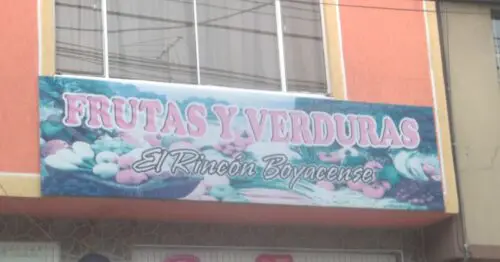 FRUTAS Y VERDURAS
El Rincón Boyacense